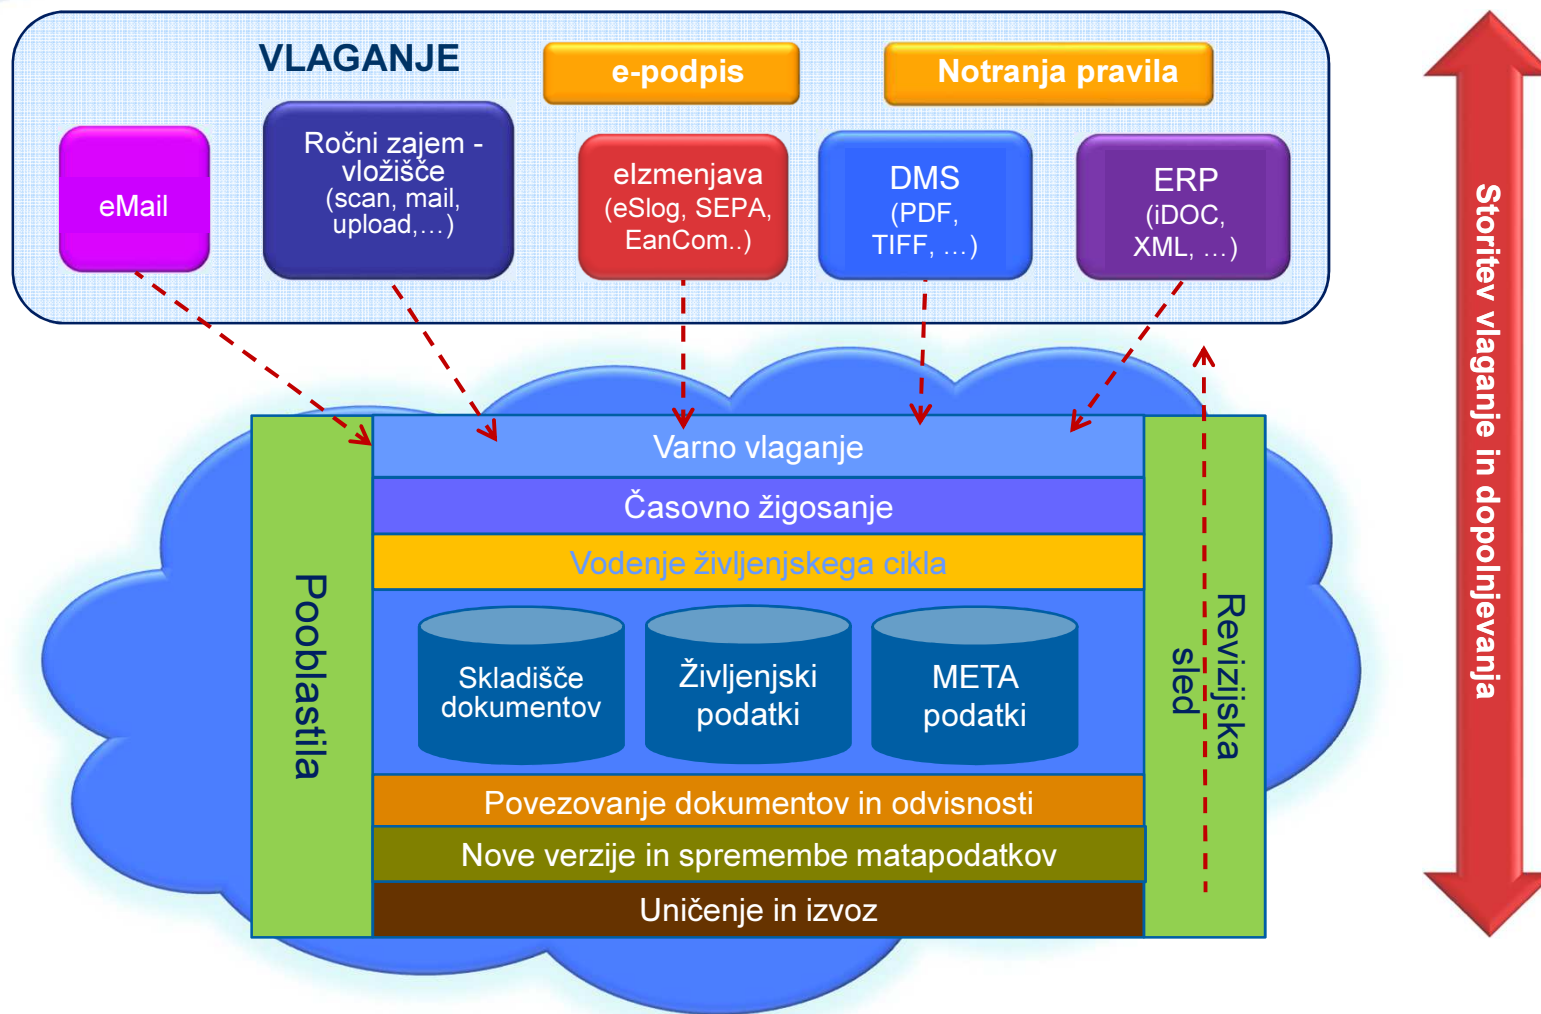 VLAGANJE
e-podpis
Notranja pravila
eMail
Ročni zajem -
vložišče
(scan, mail,
upload,…)
eIzmenjava
(eSlog, SEPA,
EanCom..)
DMS
(PDF,
TIFF, …)
ERP
(iDOC,
XML, …)
Storitev vlaganje in dopolnjevanja
Varno vlaganje
Časovno žigosanje
Vodenje življenjskega cikla
Pooblastila
Skladišče
dokumentov
Življenjski
podatki
META
podatki
Revizijska
sled
Povezovanje dokumentov in odvisnosti
Nove verzije in spremembe matapodatkov
Uničenje in izvoz